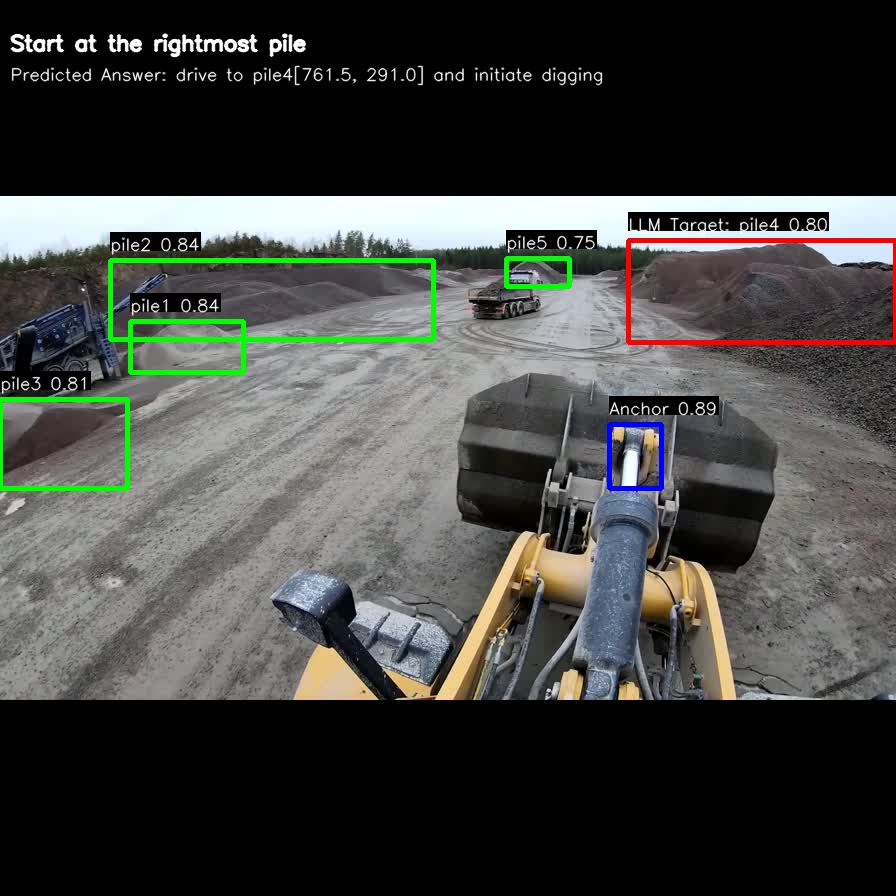 Start at the rightmost pile
Predicted Answer: drive to pile4[761.5, 291.0] and initiate digging
LLM Target: pile4 0.80
pile2 0.84
pile5 0.75
pile1 0.84
pile3 0.81
Anchor 0.89